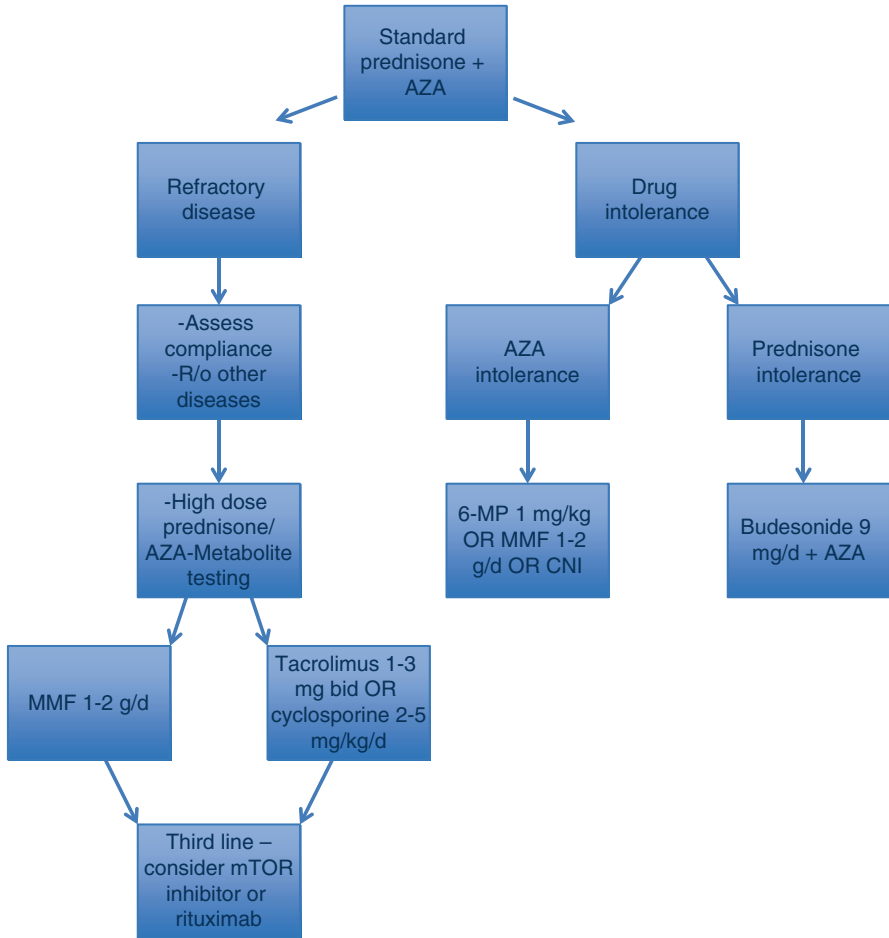 Standard
prednisone +
AZA
Refractory
disease
Drug
intolerance
-Assess
compliance
-R/o other
diseases
AZA
intolerance
Prednisone
intolerance
-High dose
prednisone/
AZA-Metabolite
testing
6-MP 1 mg/kg
OR MMF 1-2
g/d OR CNI
Budesonide 9
mg/d + AZA
MMF 1-2 g/d
Tacrolimus 1-3
mg bid OR
cyclosporine 2-5
mg/kg/d
Third line –
consider mTOR
inhibitor or
rituximab